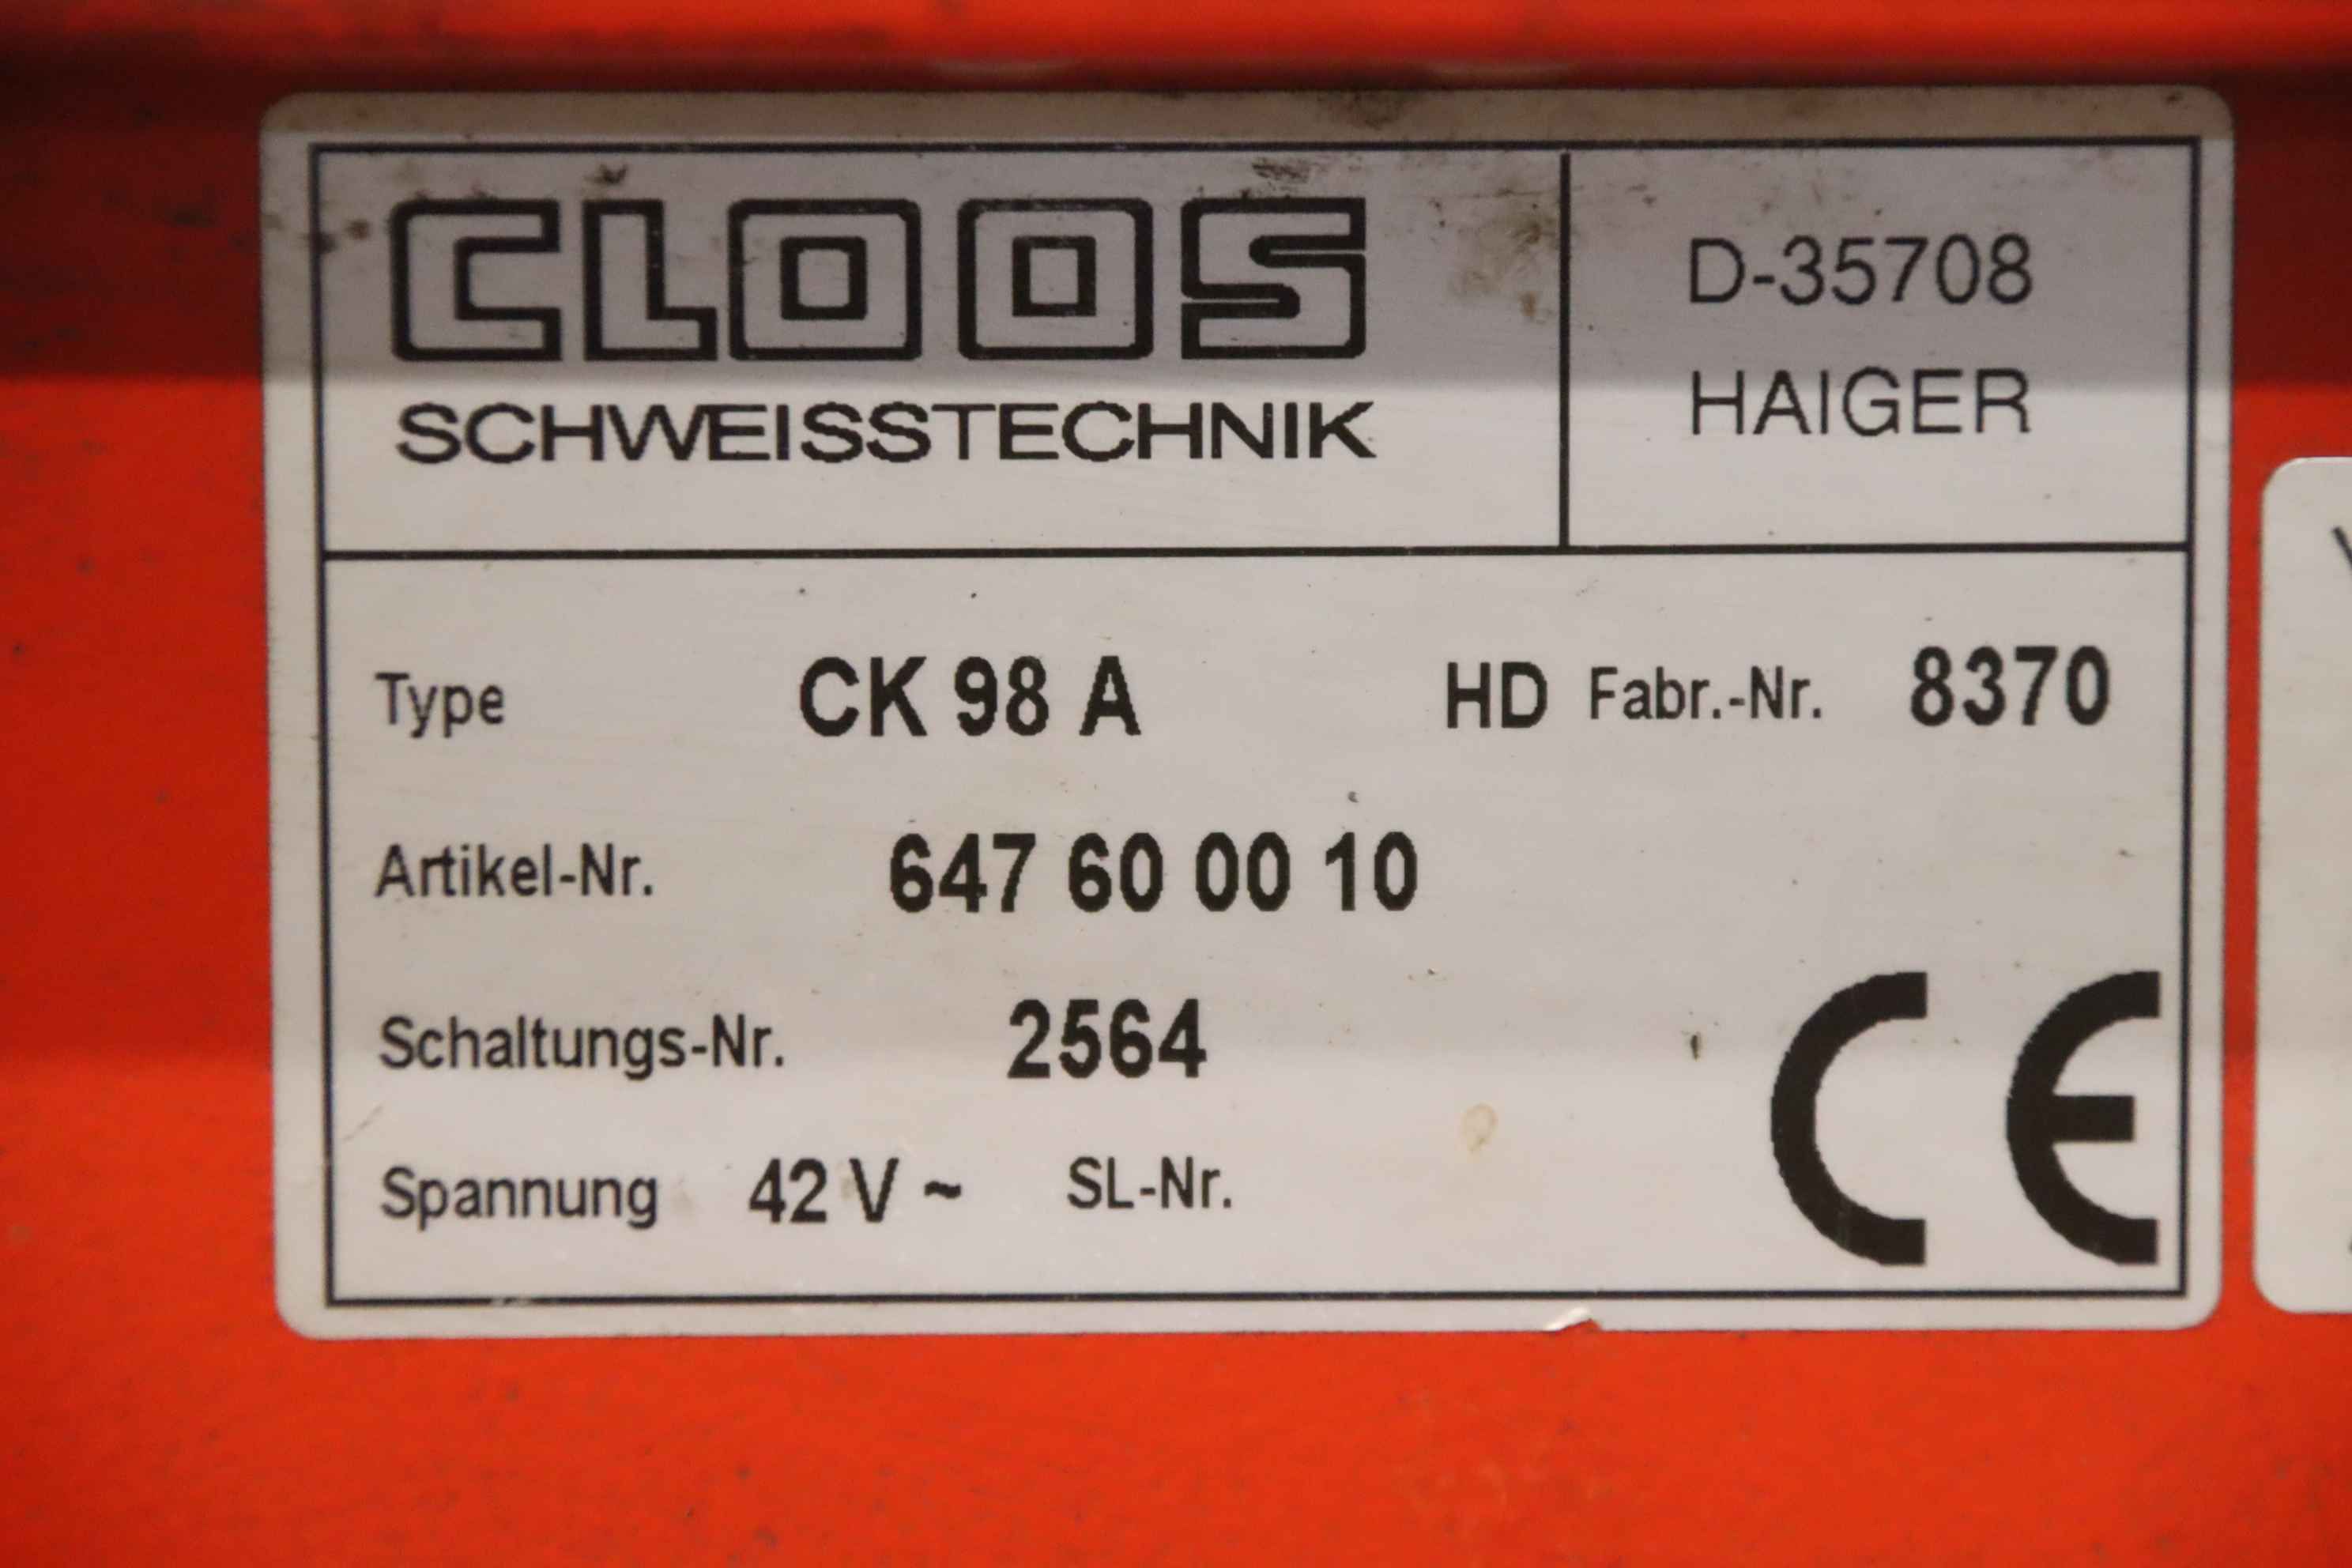 CLOOS
SCHWEISSTECHNIK
D-35708
HAIGER
Type CK 98 A HD Fabr.-Nr. 8370
Artikel-Nr. 647 60 00 10
Schaltungs-Nr. 2564
Spannung 42 V ~ SL-Nr.
CE